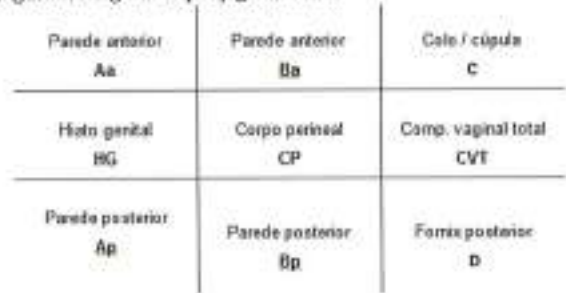 Parede anterior
Aa
Parede anterior
Ba
Colo / cúpula
C
Hiato genital
HG
Corpo perineal
CP
Comp. vaginal total
CVT
Parede posterior
Ap
Parede posterior
Bp
Fornix posterior
D